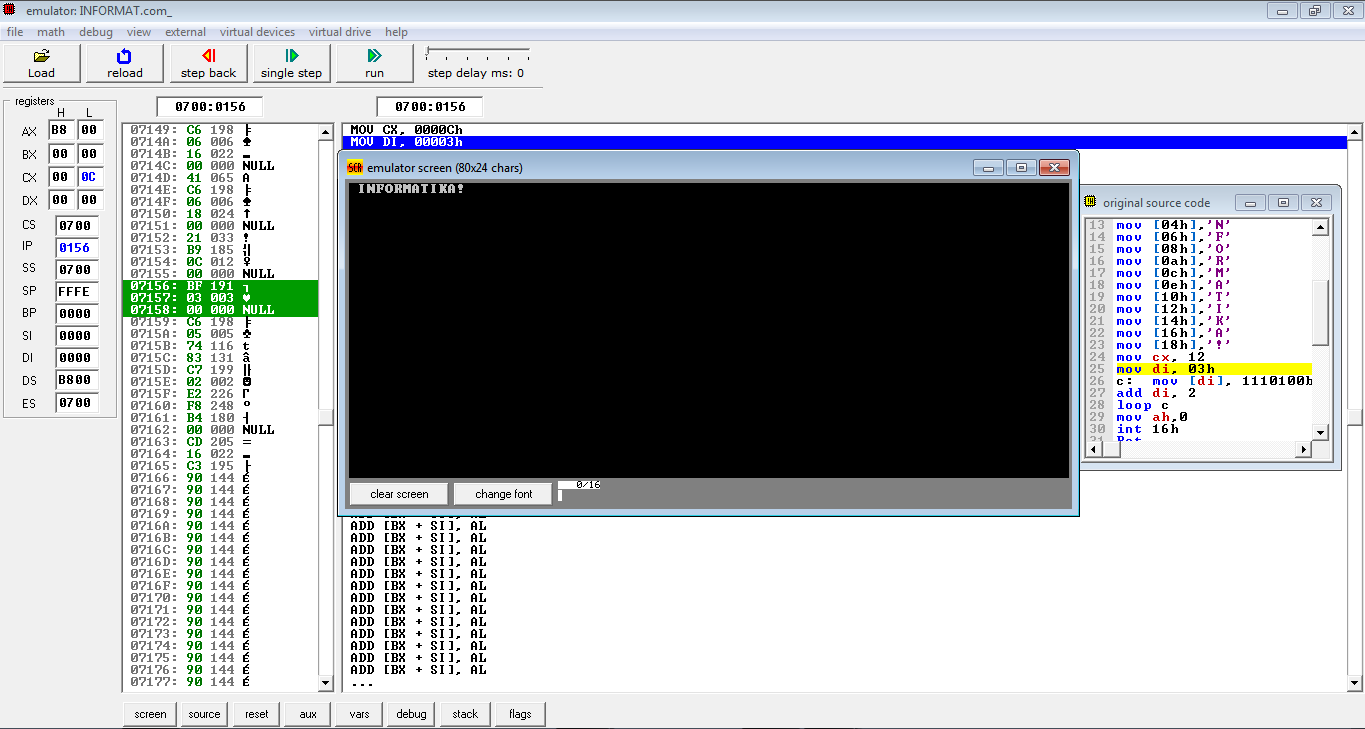 emulator: INFORMAT.com_
file math debug view external virtual devices virtual drive help
Load reload step back single step run step delay ms: 0
registers
H L
AX B8 00
BX 00 00
CX 00 0C
DX 00 00
CS 0700
IP 0156
SS 0700
SP FFFE
BP 0000
SI 0000
DI 0000
DS B800
ES 0700
0700:0156
0700:0156
07149: C6 198 ╞
0714A: 06 006 ♠
0714B: 16 022 ▬
0714C: 00 000 NULL
0714D: 41 065 A
0714E: C6 198 ╞
0714F: 06 006 ♠
07150: 18 024 ↑
07151: 00 000 NULL
07152: 21 033 !
07153: B9 185 ╣
07154: 0C 012 ♀
07155: 00 000 NULL
07156: BF 191 ┐
07157: 03 003 ♥
07158: 00 000 NULL
07159: C6 198 ╞
0715A: 05 005 ♣
0715B: 74 116 t
0715C: 83 131 â
0715D: C7 199 ╟
0715E: 02 002 ☻
0715F: E2 226 Γ
07160: F8 248 °
07161: B4 180 ┤
07162: 00 000 NULL
07163: CD 205 =
07164: 16 022 ▬
07165: C3 195 ├
07166: 90 144 É
07167: 90 144 É
07168: 90 144 É
07169: 90 144 É
0716A: 90 144 É
0716B: 90 144 É
0716C: 90 144 É
0716D: 90 144 É
0716E: 90 144 É
0716F: 90 144 É
07170: 90 144 É
07171: 90 144 É
07172: 90 144 É
07173: 90 144 É
07174: 90 144 É
07175: 90 144 É
07176: 90 144 É
07177: 90 144 É
MOV CX, 0000Ch
MOV DI, 00003h
emulator screen (80x24 chars)
INFORMATIKA!
clear screen change font 0/16
original source code
13 mov [04h],'N'
14 mov [06h],'F'
15 mov [08h],'O'
16 mov [0ah],'R'
17 mov [0ch],'M'
18 mov [0eh],'A'
19 mov [10h],'T'
20 mov [12h],'I'
21 mov [14h],'K'
22 mov [16h],'A'
23 mov [18h],'!'
24 mov cx, 12
25 mov di, 03h
26 c: mov [di], 1110100b
27 add di, 2
28 loop c
29 mov ah,0
30 int 16h
31 Ret
ADD [BX + SI], AL
ADD [BX + SI], AL
ADD [BX + SI], AL
ADD [BX + SI], AL
ADD [BX + SI], AL
ADD [BX + SI], AL
ADD [BX + SI], AL
ADD [BX + SI], AL
ADD [BX + SI], AL
ADD [BX + SI], AL
ADD [BX + SI], AL
ADD [BX + SI], AL
ADD [BX + SI], AL
...
screen source reset aux vars debug stack flags